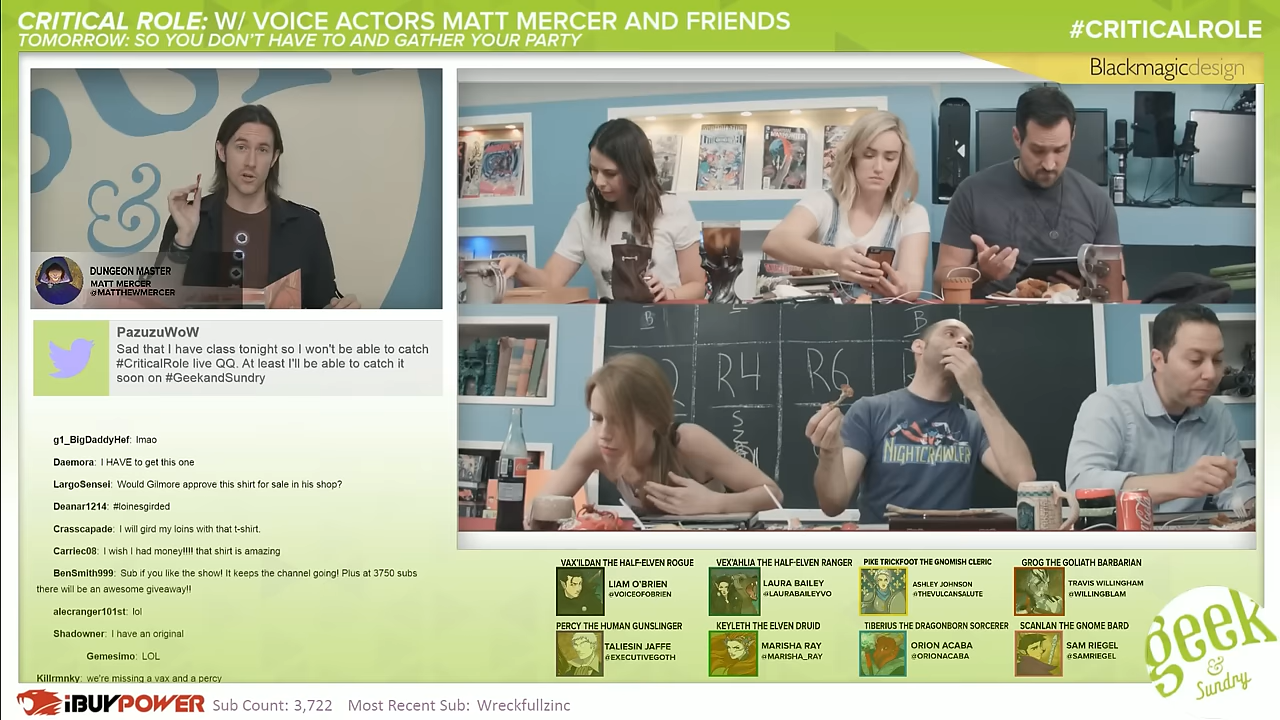 CRITICAL ROLE: W/ VOICE ACTORS MATT MERCER AND FRIENDS
TOMORROW: SO YOU DON'T HAVE TO AND GATHER YOUR PARTY
#CRITICALROLE
Blackmagicdesign
&
DUNGEON MASTER
MATT MERCER
@MATTHEWMERCER
PazuzuWoW
Sad that I have class tonight so I won't be able to catch
#CriticalRole live QQ. At least I'll be able to catch it
soon on #GeekandSundry
B
B
R4
R6
NIGHTCRAWLER
g1_BigDaddyHef: lmao
Daemora: I HAVE to get this one
LargoSensei: Would Gilmore approve this shirt for sale in his shop?
Deanar1214: #loinesgirded
Crasscapade: I will gird my loins with that t-shirt.
Carriec08: I wish I had money!!!! that shirt is amazing
BenSmith999: Sub if you like the show! It keeps the channel going! Plus at 3750 subs
there will be an awesome giveaway!!
alecranger101st: lol
Shadowner: I have an original
Gemesimo: LOL
Killrmnky: we're missing a vax and a percy
VAX'ILDAN THE HALF-ELVEN ROGUE
LIAM O'BRIEN
@VOICEOFOBRIEN
VEX'AHLIA THE HALF-ELVEN RANGER
LAURA BAILEY
@LAURABAILEYVO
PIKE TRICKFOOT THE GNOMISH CLERIC
ASHLEY JOHNSON
@THEVULCANSALUTE
GROG THE GOLIATH BARBARIAN
TRAVIS WILLINGHAM
@WILLINGBLAM
PERCY THE HUMAN GUNSLINGER
TALIESIN JAFFE
@EXECUTIVEGOTH
KEYLETH THE ELVEN DRUID
MARISHA RAY
@MARISHA_RAY
TIBERIUS THE DRAGONBORN SORCERER
ORION ACABA
@ORIONACABA
SCANLAN THE GNOME BARD
SAM RIEGEL
@SAMRIEGEL
geek
&
Sundry
iBUYPOWER
Sub Count: 3,722 Most Recent Sub: Wreckfullzinc